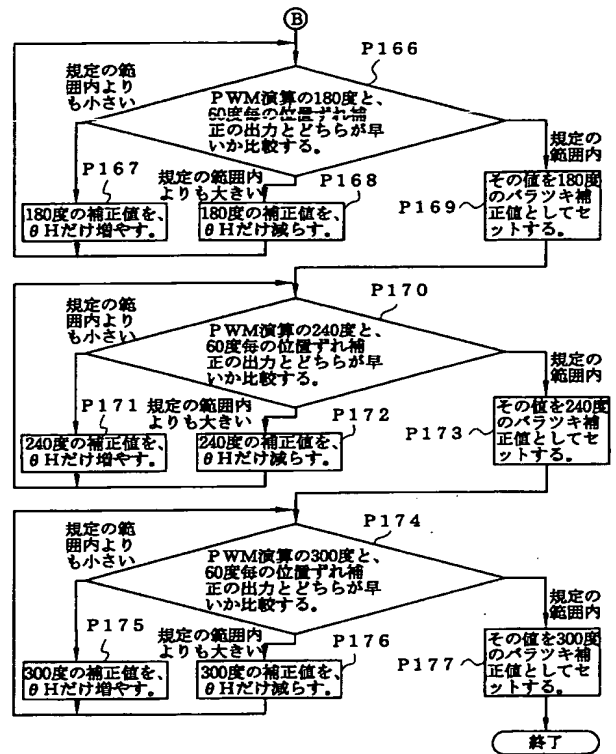 B
P166
規定の範
囲内より
も小さい
PWM演算の180度と、
60度毎の位置ずれ補
正の出力とどちらが早
いか比較する。
規定の
範囲内
P167
規定の範囲内
よりも大きい
P168
180度の補正値を、
θHだけ増やす。
180度の補正値を、
θHだけ減らす。
P169
その値を180度
のバラツキ補
正値としてセ
ットする。
P170
規定の範
囲内より
も小さい
PWM演算の240度と、
60度毎の位置ずれ補
正の出力とどちらが早
いか比較する。
規定の
範囲内
P171
規定の範囲内
よりも大きい
P172
240度の補正値を、
θHだけ増やす。
240度の補正値を、
θHだけ減らす。
P173
その値を240度
のバラツキ補
正値としてセ
ットする。
P174
規定の範
囲内より
も小さい
PWM演算の300度と、
60度毎の位置ずれ補
正の出力とどちらが早
いか比較する。
規定の
範囲内
P175
規定の範囲内
よりも大きい
P176
300度の補正値を、
θHだけ増やす。
300度の補正値を、
θHだけ減らす。
P177
その値を300度
のバラツキ補
正値としてセ
ットする。
終了